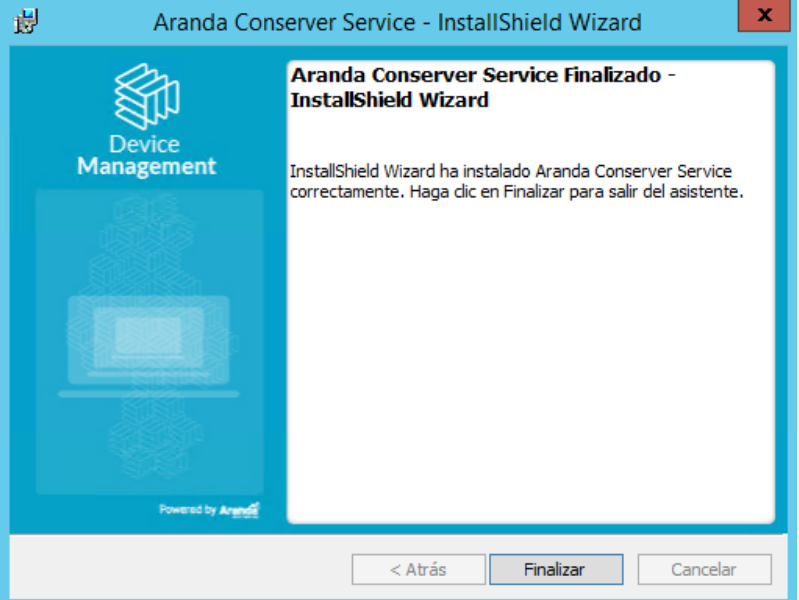 Aranda Conserver Service - InstallShield Wizard
x
Aranda Conserver Service Finalizado -
InstallShield Wizard
Device
Management
InstallShield Wizard ha instalado Aranda Conserver Service
correctamente. Haga clic en Finalizar para salir del asistente.
Powered by Aranda
< Atrás
Finalizar
Cancelar